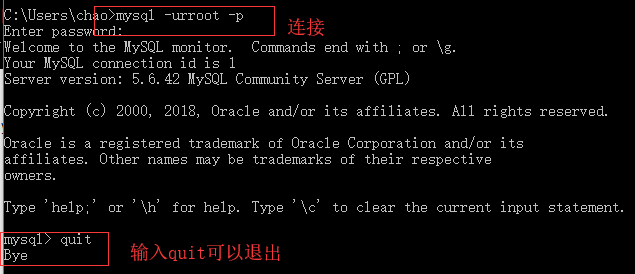 C:\Users\chao>mysql -urroot -p
连接
Enter password:
Welcome to the MySQL monitor.  Commands end with ; or \g.
Your MySQL connection id is 1
Server version: 5.6.42 MySQL Community Server (GPL)
Copyright (c) 2000, 2018, Oracle and/or its affiliates. All rights reserved.
Oracle is a registered trademark of Oracle Corporation and/or its
affiliates. Other names may be trademarks of their respective
owners.
Type 'help;' or '\h' for help. Type '\c' to clear the current input statement.
mysql> quit
Bye
输入quit可以退出